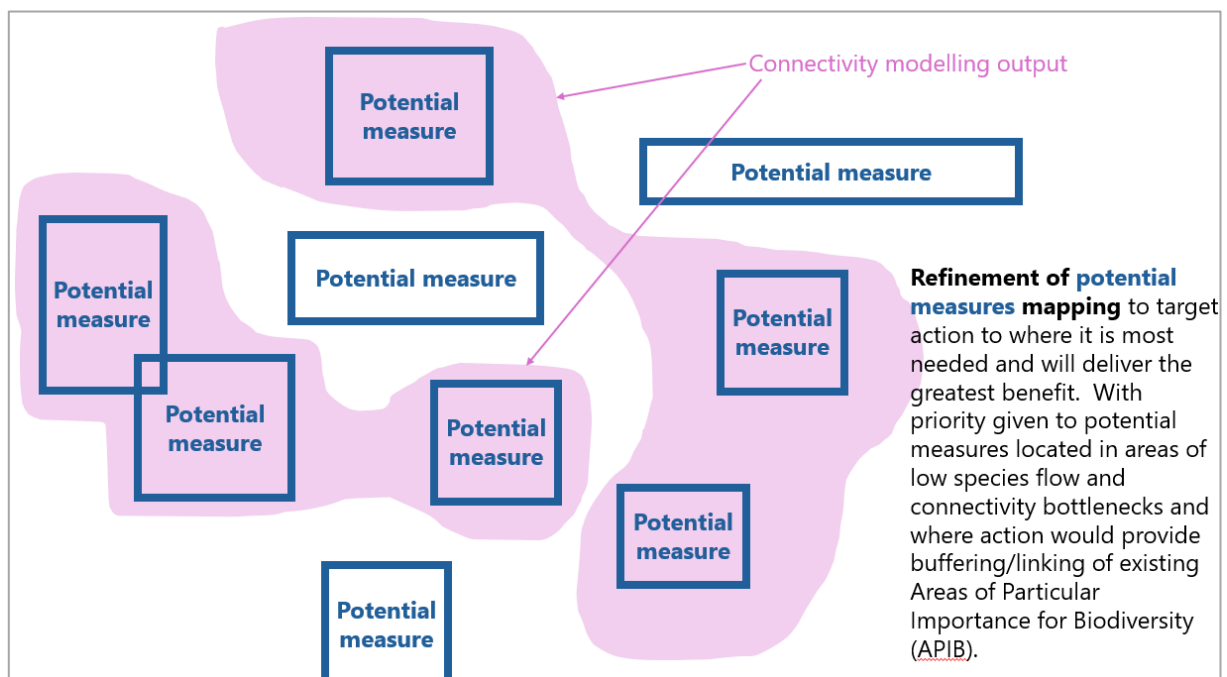 Connectivity modelling output
Potential
measure
Potential measure
Potential measure
Potential
measure
Potential
measure
Potential
measure
Potential
measure
Potential
measure
Potential
measure
Refinement of potential
measures mapping to target
action to where it is most
needed and will deliver the
greatest benefit.  With
priority given to potential
measures located in areas of
low species flow and
connectivity bottlenecks and
where action would provide
buffering/linking of existing
Areas of Particular
Importance for Biodiversity
(APIB).